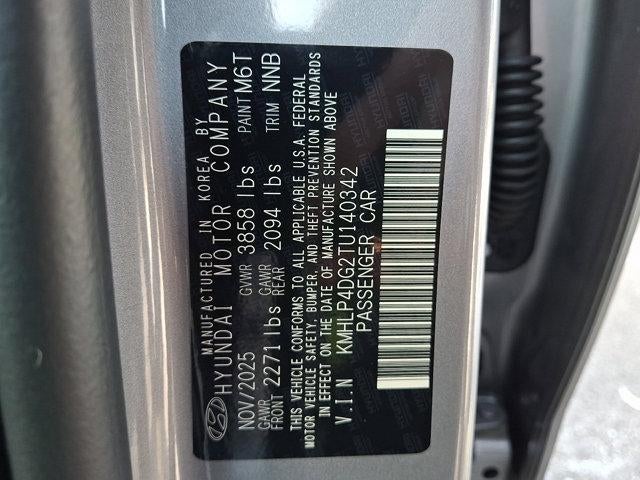 MANUFACTURED IN KOREA BY
HYUNDAI MOTOR COMPANY
NOV/2025 GVWR 3858 lbs PAINT M6T
GAWR FRONT 2271 lbs GAWR REAR 2094 lbs TRIM NNB
THIS VEHICLE CONFORMS TO ALL APPLICABLE U.S.A. FEDERAL
MOTOR VEHICLE SAFETY, BUMPER, AND THEFT PREVENTION STANDARDS
IN EFFECT ON THE DATE OF MANUFACTURE SHOWN ABOVE
V.I.N KMHLP4DG2TU140342
PASSENGER CAR